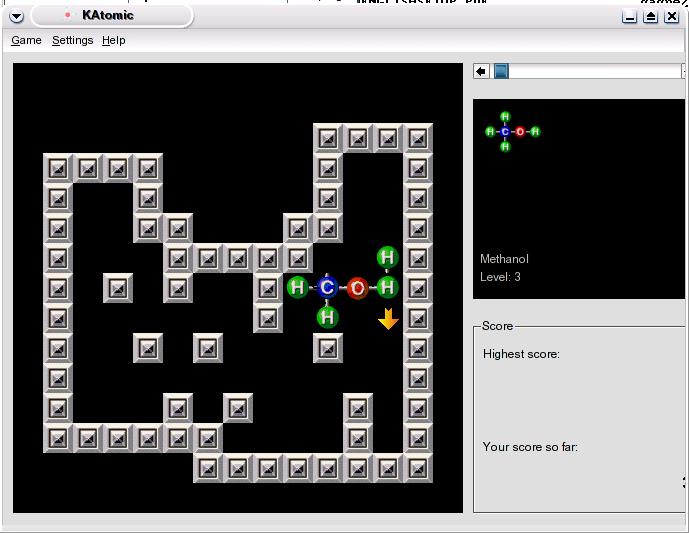 KAtomic
Game Settings Help
H
H C O H
H
Methanol
Level: 3
H
H C O H
H
Score
Highest score:
Your score so far: